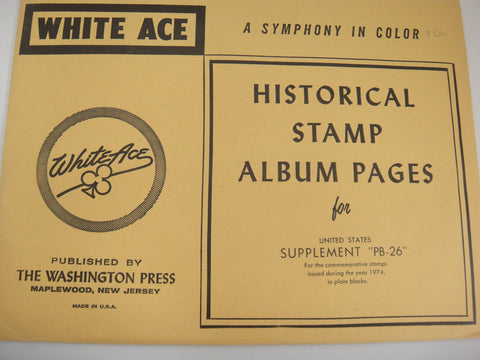 WHITE ACE
A SYMPHONY IN COLOR
HISTORICAL
STAMP
ALBUM PAGES
for
UNITED STATES
SUPPLEMENT "PB-26"
For the commemorative stamps
issued during the year 1974,
in plate blocks.
White Ace
PUBLISHED BY
THE WASHINGTON PRESS
MAPLEWOOD, NEW JERSEY
MADE IN U.S.A.